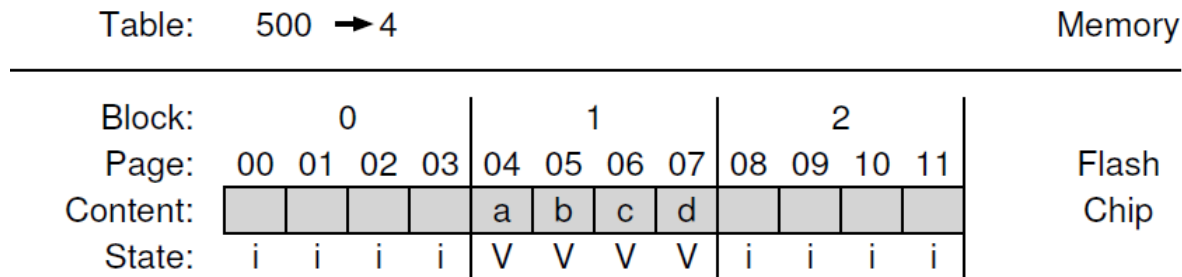 Table: 500 → 4 Memory
Block: 0 1 2
Page: 00 01 02 03 04 05 06 07 08 09 10 11 Flash
Content: a b c d Chip
State: i i i i V V V V i i i i